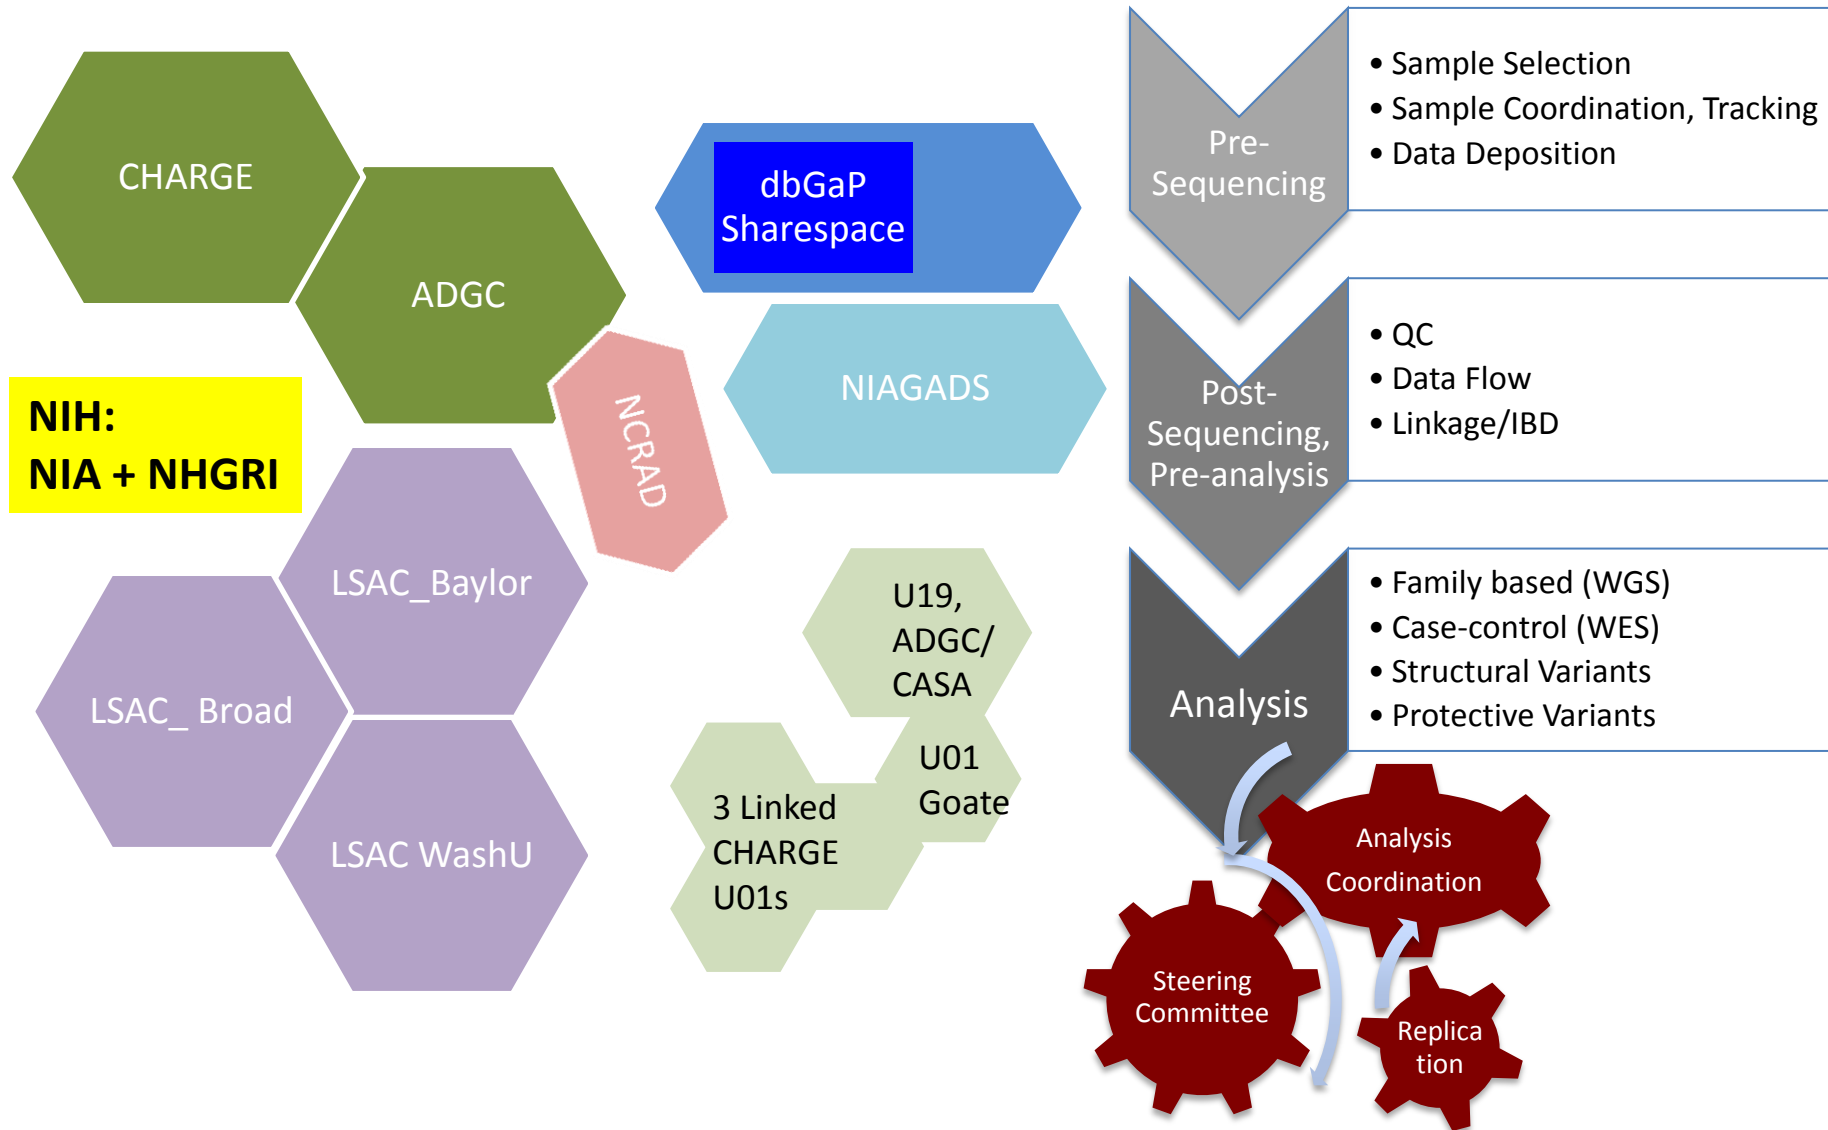 CHARGE
ADGC
NCRAD
NIH:
NIA + NHGRI
LSAC_Baylor
LSAC_ Broad
LSAC WashU
dbGaP
Sharespace
NIAGADS
U19,
ADGC/
CASA
U01
Goate
3 Linked
CHARGE
U01s
Pre-
Sequencing
• Sample Selection
• Sample Coordination, Tracking
• Data Deposition
Post-
Sequencing,
Pre-analysis
• QC
• Data Flow
• Linkage/IBD
Analysis
• Family based (WGS)
• Case-control (WES)
• Structural Variants
• Protective Variants
Analysis
Coordination
Steering
Committee
Replica
tion